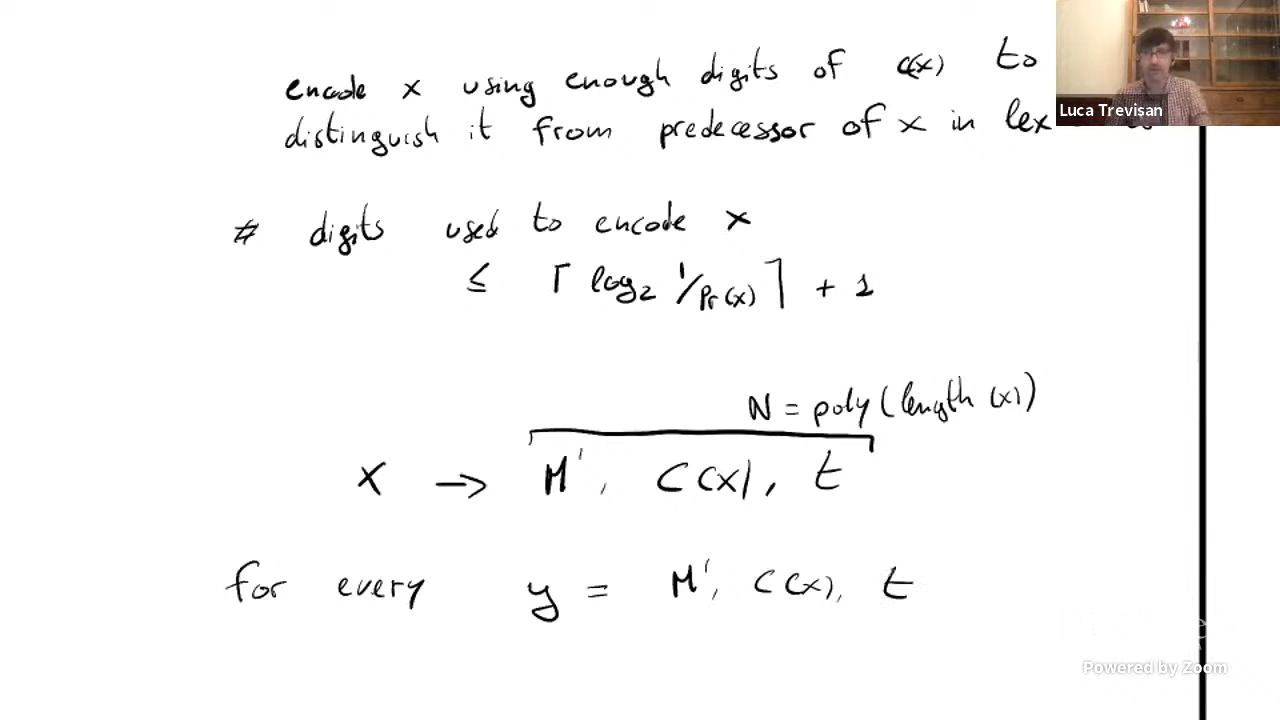 encode x using enough digits of c(x) to
distinguish it from predecessor of x in lex
# digits used to encode x
≤ ⌈ log₂ 1/Pr(x) ⌉ + 1
N = poly(length(x))
x → M', C(x), t
for every y = M', C(x), t
Luca Trevisan
Powered by Zoom